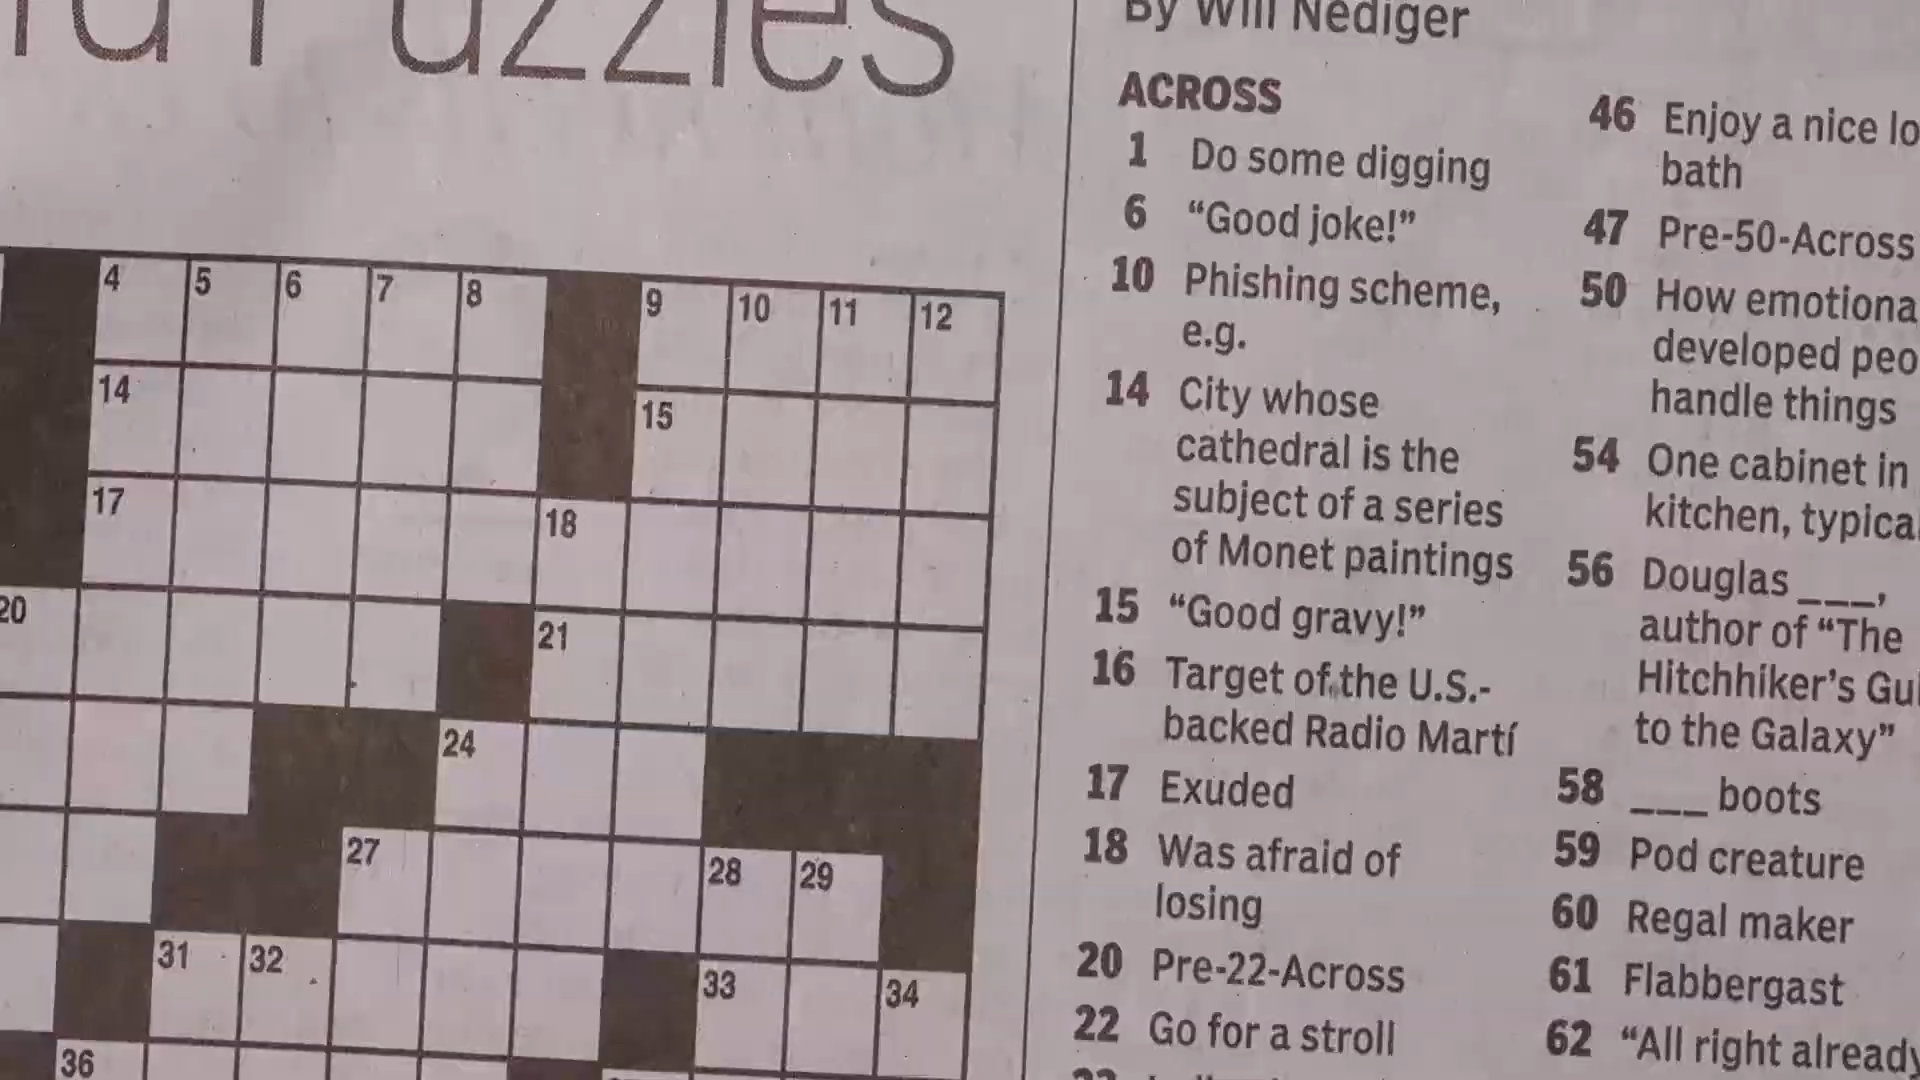 Puzzles
By Will Nediger
ACROSS
1 Do some digging
6 “Good joke!”
10 Phishing scheme,
e.g.
14 City whose
cathedral is the
subject of a series
of Monet paintings
15 “Good gravy!”
16 Target of the U.S.-
backed Radio Martí
17 Exuded
18 Was afraid of
losing
20 Pre-22-Across
22 Go for a stroll
46 Enjoy a nice lo
bath
47 Pre-50-Across
50 How emotiona
developed peo
handle things
54 One cabinet in
kitchen, typica
56 Douglas ___,
author of “The
Hitchhiker’s Gu
to the Galaxy”
58 ___ boots
59 Pod creature
60 Regal maker
61 Flabbergast
62 “All right already
4 5 6 7 8 9 10 11 12
14 15
17 18
20 21
24
27 28 29
31 32 33 34
36